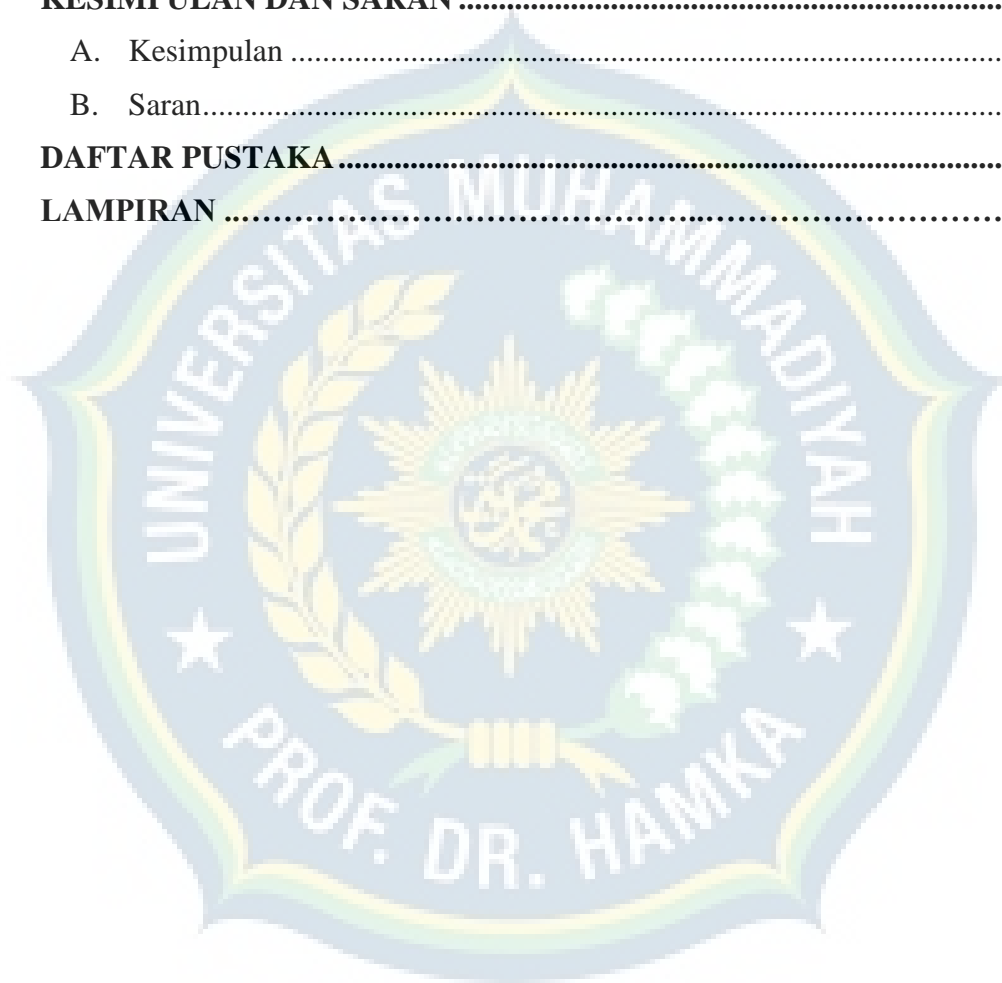 KESIMPULAN DAN SARAN ................................................................
A. Kesimpulan ................................................................
B. Saran................................................................
DAFTAR PUSTAKA ................................................................
LAMPIRAN ................................................................
UNIVERSITAS MUHAMMADIYAH
PROF. DR. HAMKA